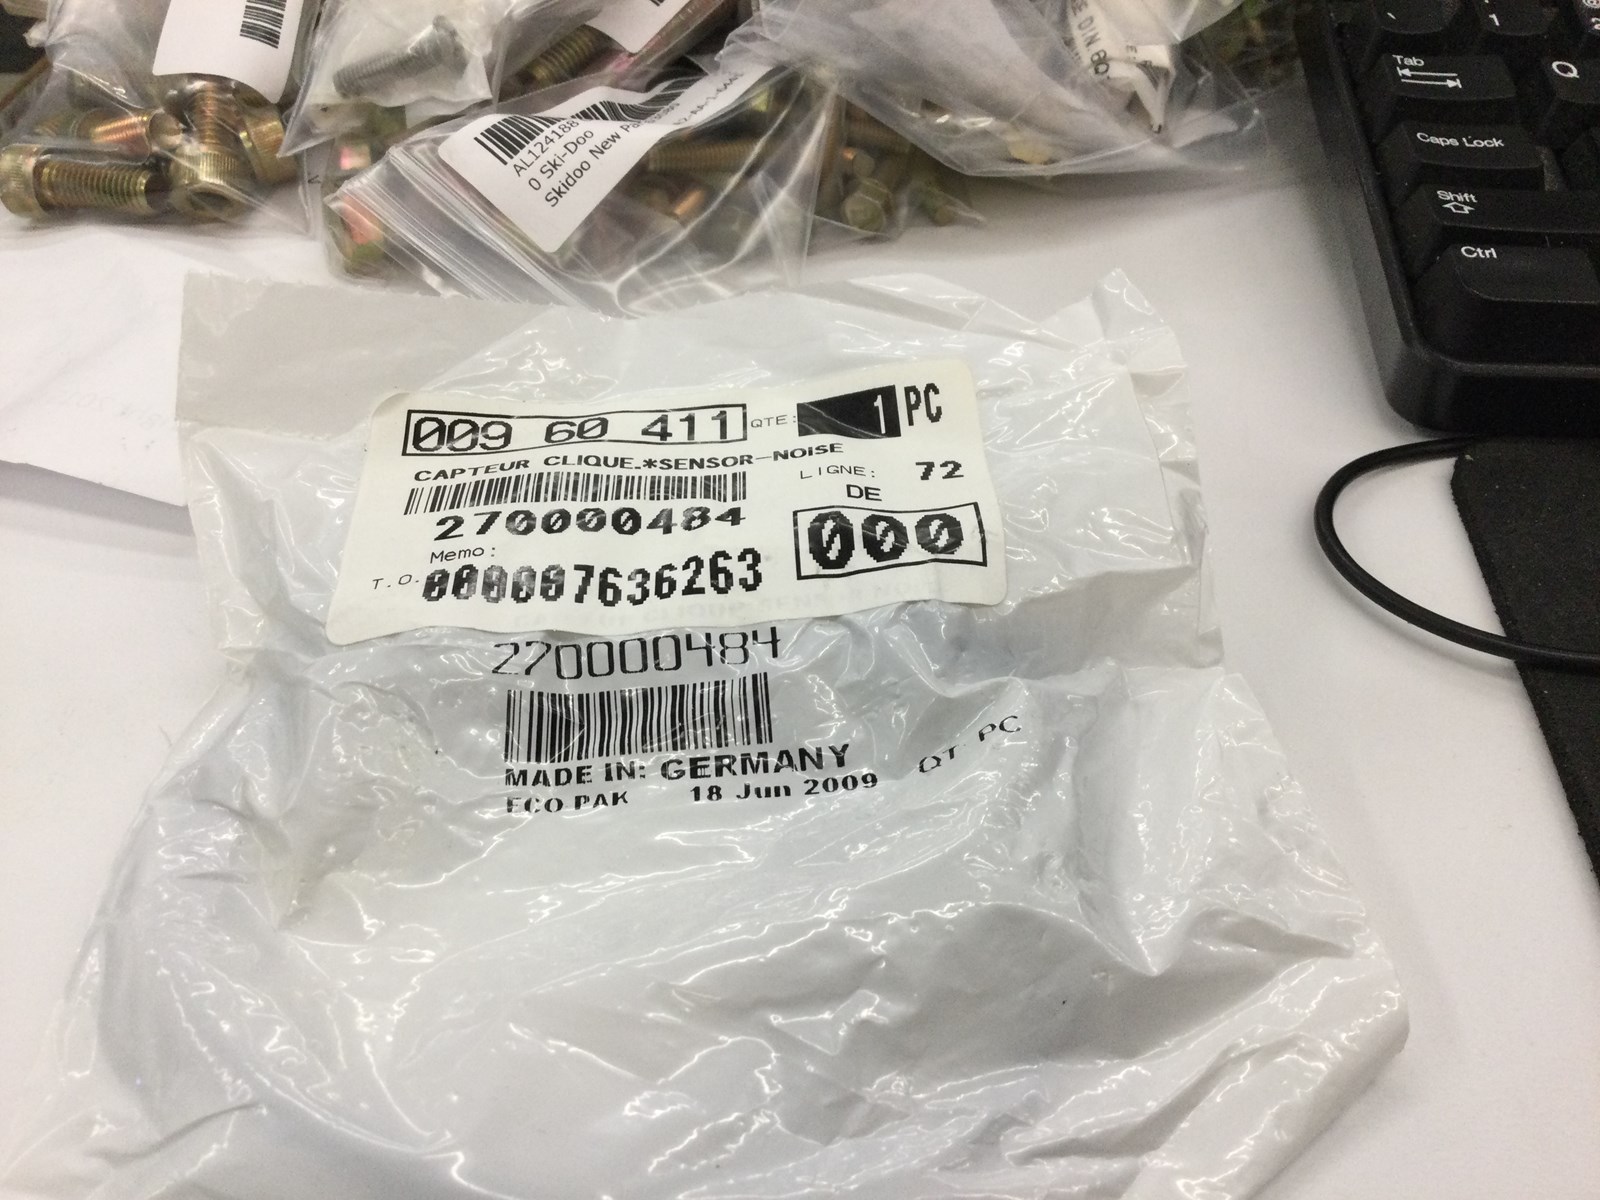 AL124188
0 Ski-Doo
Skidoo New
Tab
Q
Caps Lock
Shift
Ctrl
1
009 60 411 QTE: 1 PC
CAPTEUR CLIQUE.*SENSOR-NOISE
LIGNE: 72
270000484
DE
000
Memo:
T.O. 000007636263
270000484
MADE IN: GERMANY
ECO PAK 18 Jun 2009
QT PC